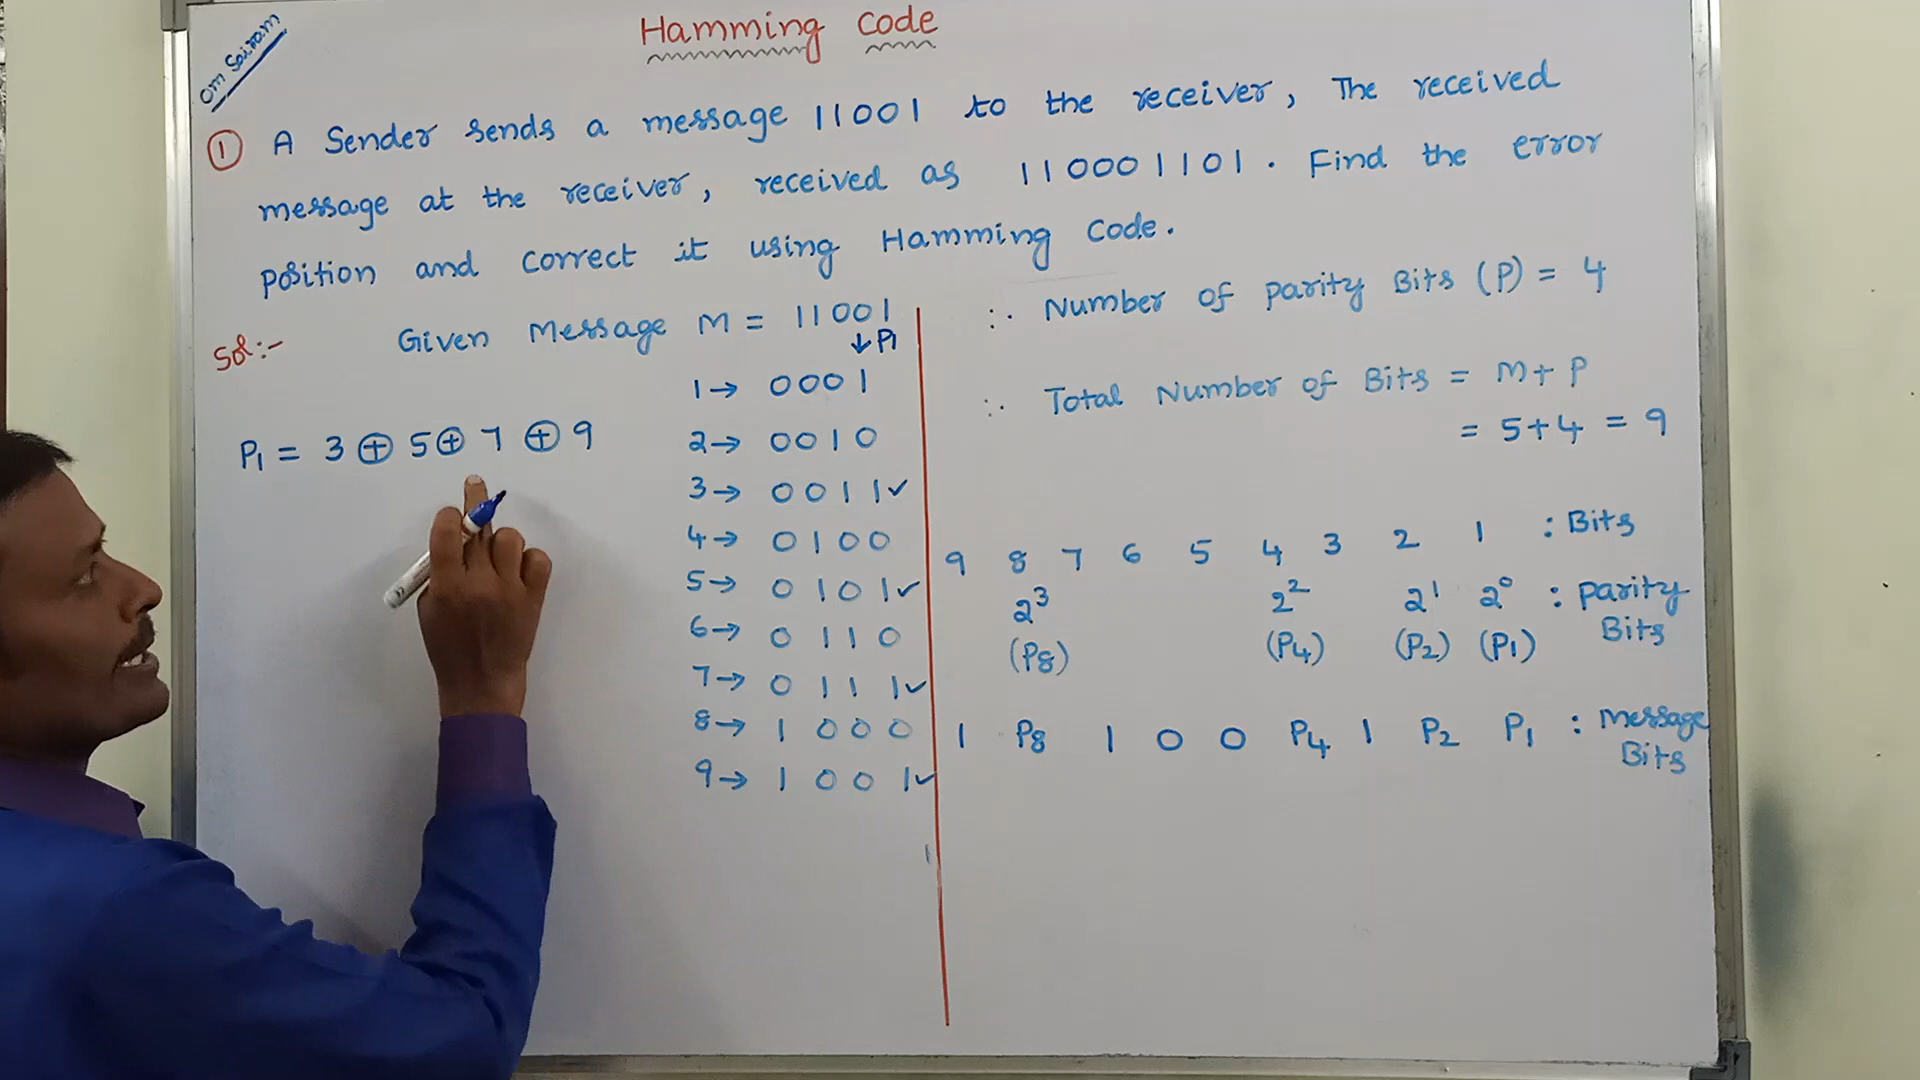 Om Sairam
Hamming Code
① A Sender sends a message 11001 to the receiver, The received
message at the receiver, received as 110001101. Find the error
position and correct it using Hamming Code.
Sol:- Given Message M = 11001
↓ P1
1→ 0001
P1 = 3 ⊕ 5 ⊕ 7 ⊕ 9
2→ 0010
3→ 0011✓
4→ 0100
5→ 0101✓
6→ 0110
7→ 0111✓
8→ 1000
9→ 1001✓
∴ Number of parity Bits (P) = 4
∴ Total Number of Bits = M+P
= 5+4 = 9
9 8 7 6 5 4 3 2 1 : Bits
2³ 2² 2¹ 2⁰ : parity
(P8) (P4) (P2) (P1) Bits
1 P8 1 0 0 P4 1 P2 P1 : Message
Bits